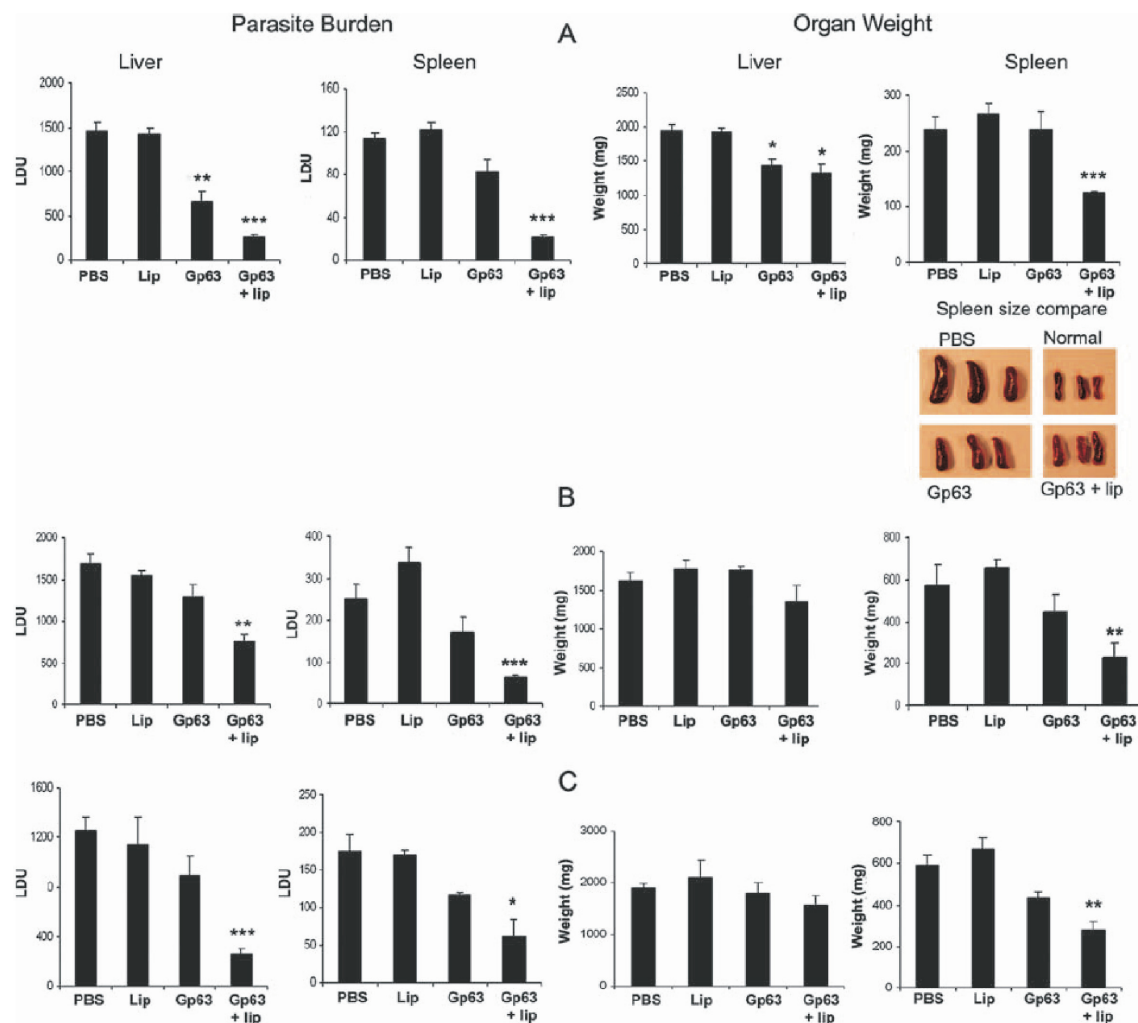 Parasite Burden
A
Organ Weight
Liver
Spleen
Liver
Spleen
LDU
1500
1000
500
0
**
***
PBS Lip Gp63 Gp63
+ lip
LDU
160
120
80
40
0
***
PBS Lip Gp63 Gp63
+ lip
Weight (mg)
2500
2000
1500
1000
500
0
* *
PBS Lip Gp63 Gp63
+ lip
Weight (mg)
300
200
100
0
***
PBS Lip Gp63 Gp63
+ lip
Spleen size compare
PBS Normal
Gp63 Gp63 + lip
B
LDU
2000
1500
1000
500
0
**
PBS Lip Gp63 Gp63
+ lip
LDU
400
300
200
100
0
***
PBS Lip Gp63 Gp63
+ lip
Weight (mg)
2000
1500
1000
500
0
PBS Lip Gp63 Gp63
+ lip
Weight (mg)
800
600
400
200
0
**
PBS Lip Gp63 Gp63
+ lip
C
LDU
1600
1200
0
400
0
***
PBS Lip Gp63 Gp63
+ lip
LDU
250
200
150
100
50
0
*
PBS Lip Gp63 Gp63
+ lip
Weight (mg)
3000
2000
1000
0
PBS Lip Gp63 Gp63
+ lip
Weight (mg)
800
600
400
200
0
**
PBS Lip Gp63 Gp63
+ lip